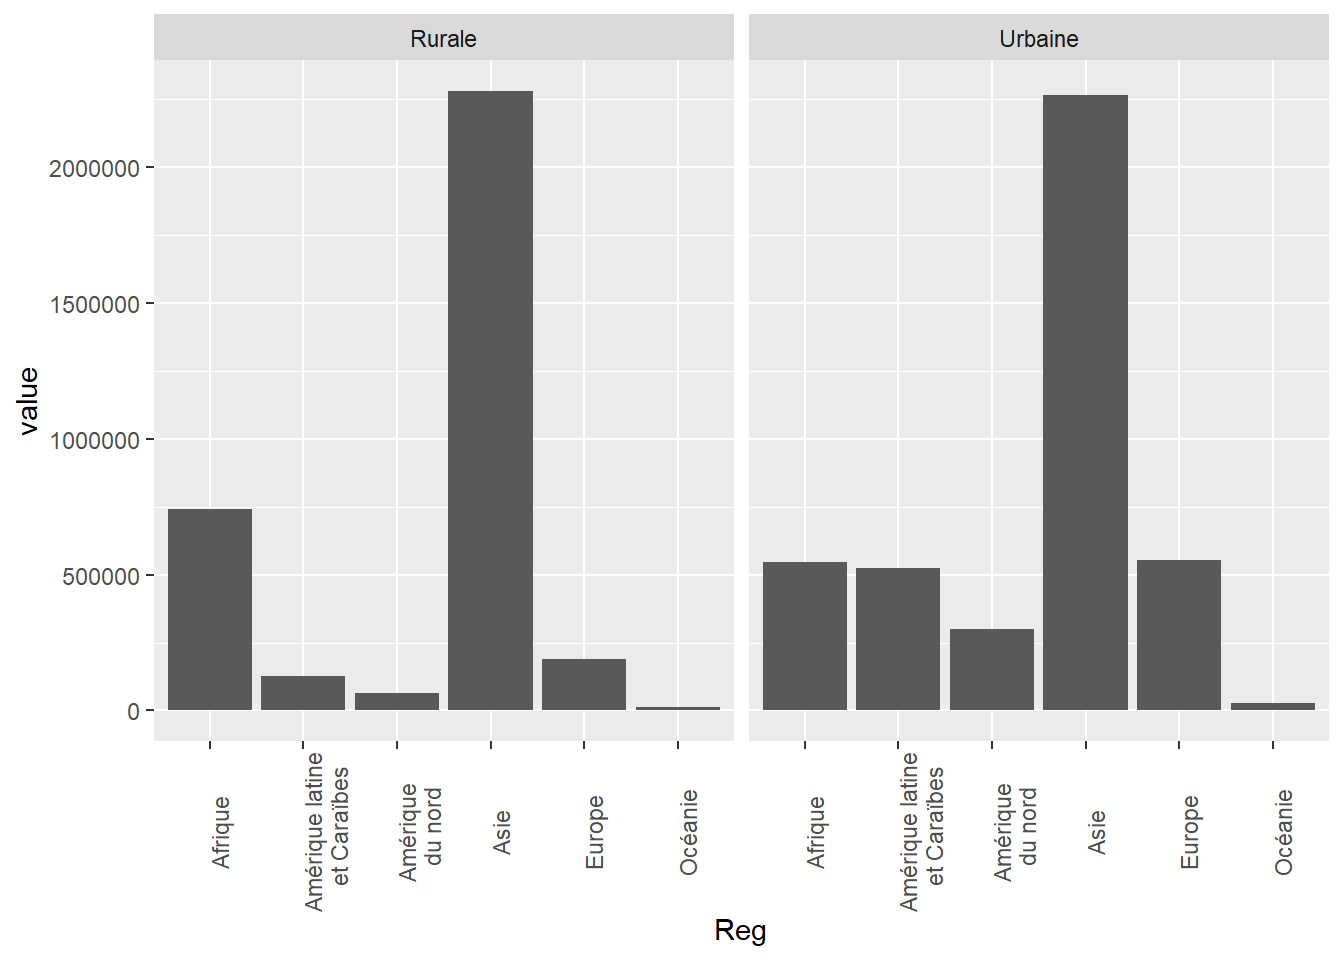 Rurale
Urbaine
value
2000000
1500000
1000000
500000
0
Afrique
Amérique latine
et Caraïbes
Amérique
du nord
Asie
Europe
Océanie
Afrique
Amérique latine
et Caraïbes
Amérique
du nord
Asie
Europe
Océanie
Reg